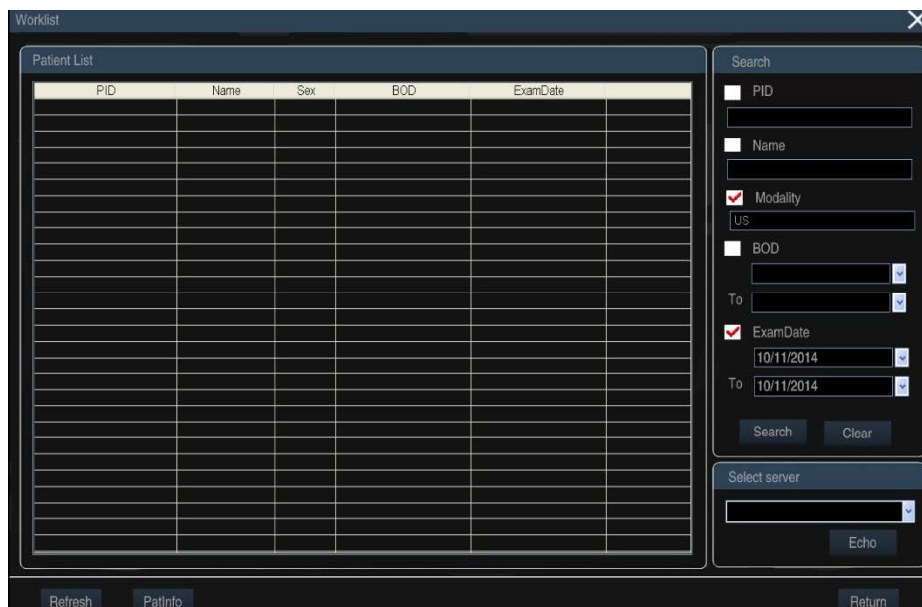 Worklist
Patient List
PID Name Sex BOD ExamDate
Search
PID
Name
Modality
US
BOD
To
ExamDate
10/11/2014
To 10/11/2014
Search Clear
Select server
Echo
Refresh PatInfo Return